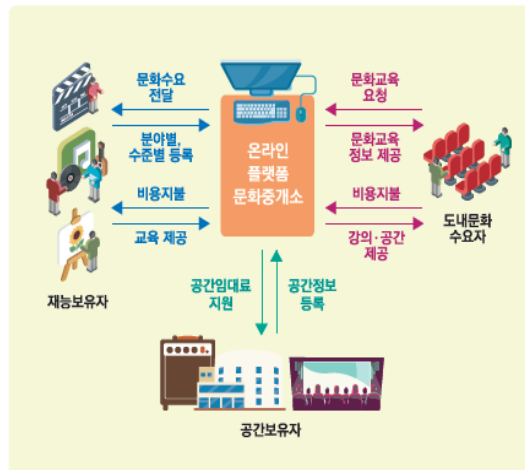 문화수요
전달
분야별,
수준별 등록
비용지불
교육 제공
재능보유자
온라인
플랫폼
문화중개소
문화교육
요청
문화교육
정보 제공
비용지불
강의·공간
제공
도내문화
수요자
공간임대료
지원
공간정보
등록
공간보유자